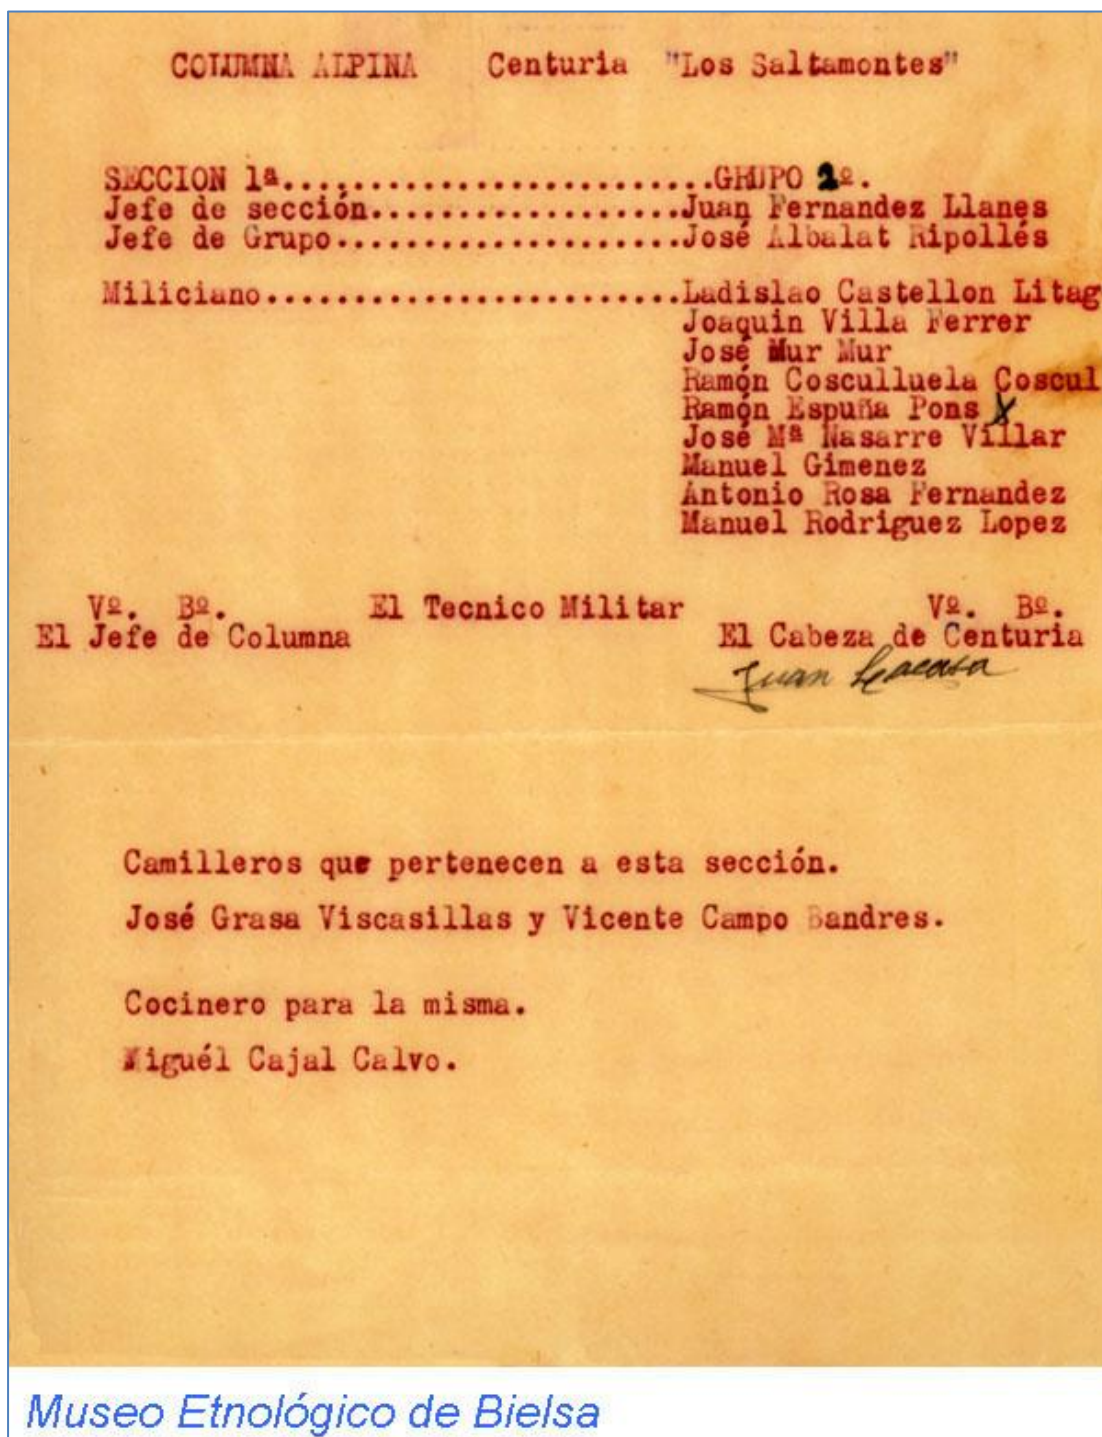 COLUMNA ALPINA Centuria "Los Saltamontes"
SECCION 1ª.........................GRUPO 2º.
Jefe de sección..................Juan Fernandez Llanes
Jefe de Grupo....................José Albalat Ripollés
Miliciano........................Ladislao Castellon Litag
Joaquin Villa Ferrer
José Mur Mur
Ramón Cosculluela Coscul
Ramón Espuña Pons X
José Mª Nasarre Villar
Manuel Gimenez
Antonio Rosa Fernandez
Manuel Rodriguez Lopez
Vº. Bº. El Tecnico Militar Vº. Bº.
El Jefe de Columna El Cabeza de Centuria
Juan Lacasa
Camilleros que pertenecen a esta sección.
José Grasa Viscasillas y Vicente Campo Bandres.
Cocinero para la misma.
Miguél Cajal Calvo.
Museo Etnológico de Bielsa